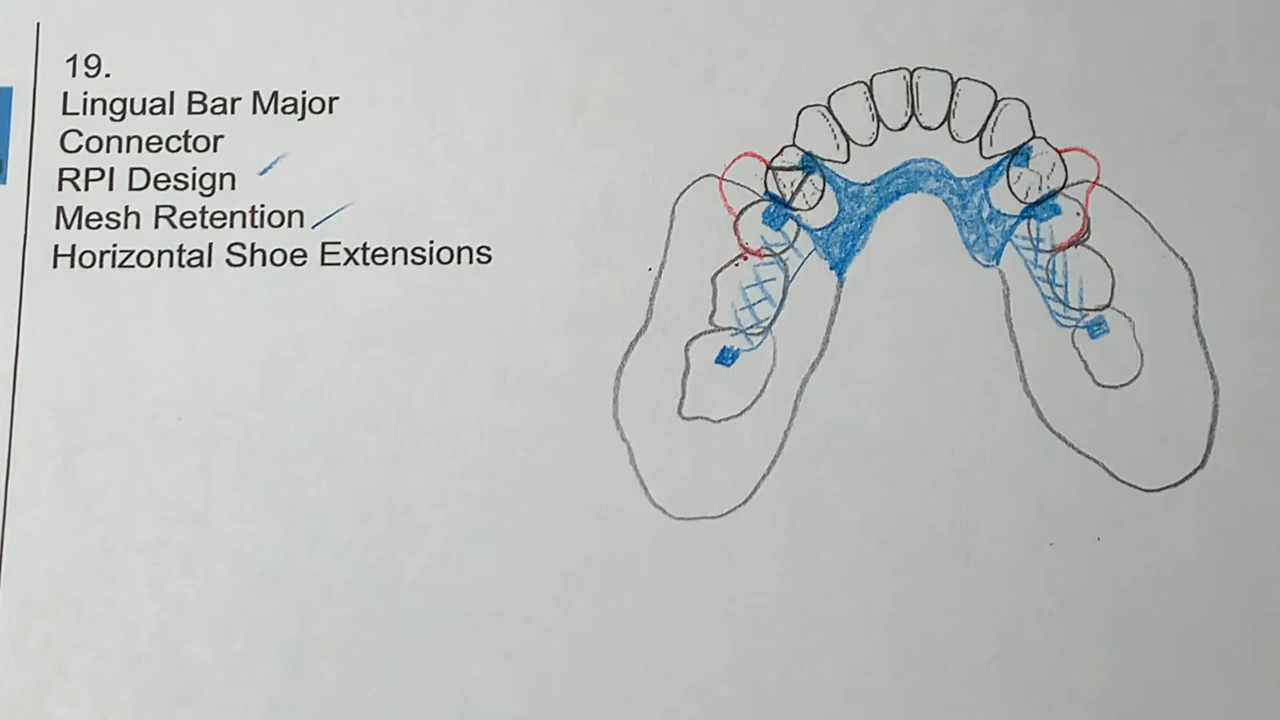 19.
Lingual Bar Major
Connector
RPI Design
Mesh Retention
Horizontal Shoe Extensions